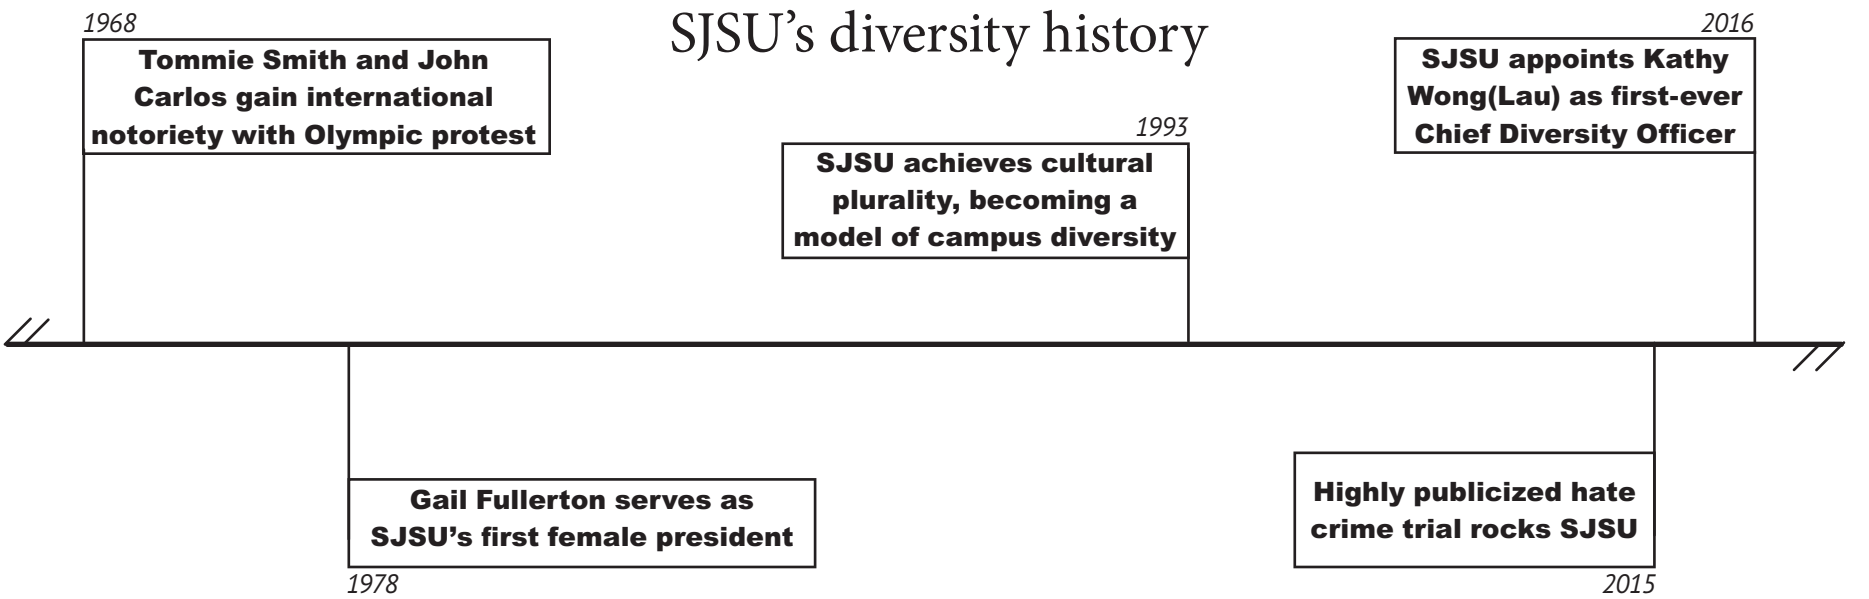 SJSU’s diversity history
1968
Tommie Smith and John
Carlos gain international
notoriety with Olympic protest
1978
Gail Fullerton serves as
SJSU’s first female president
1993
SJSU achieves cultural
plurality, becoming a
model of campus diversity
2015
Highly publicized hate
crime trial rocks SJSU
2016
SJSU appoints Kathy
Wong(Lau) as first-ever
Chief Diversity Officer